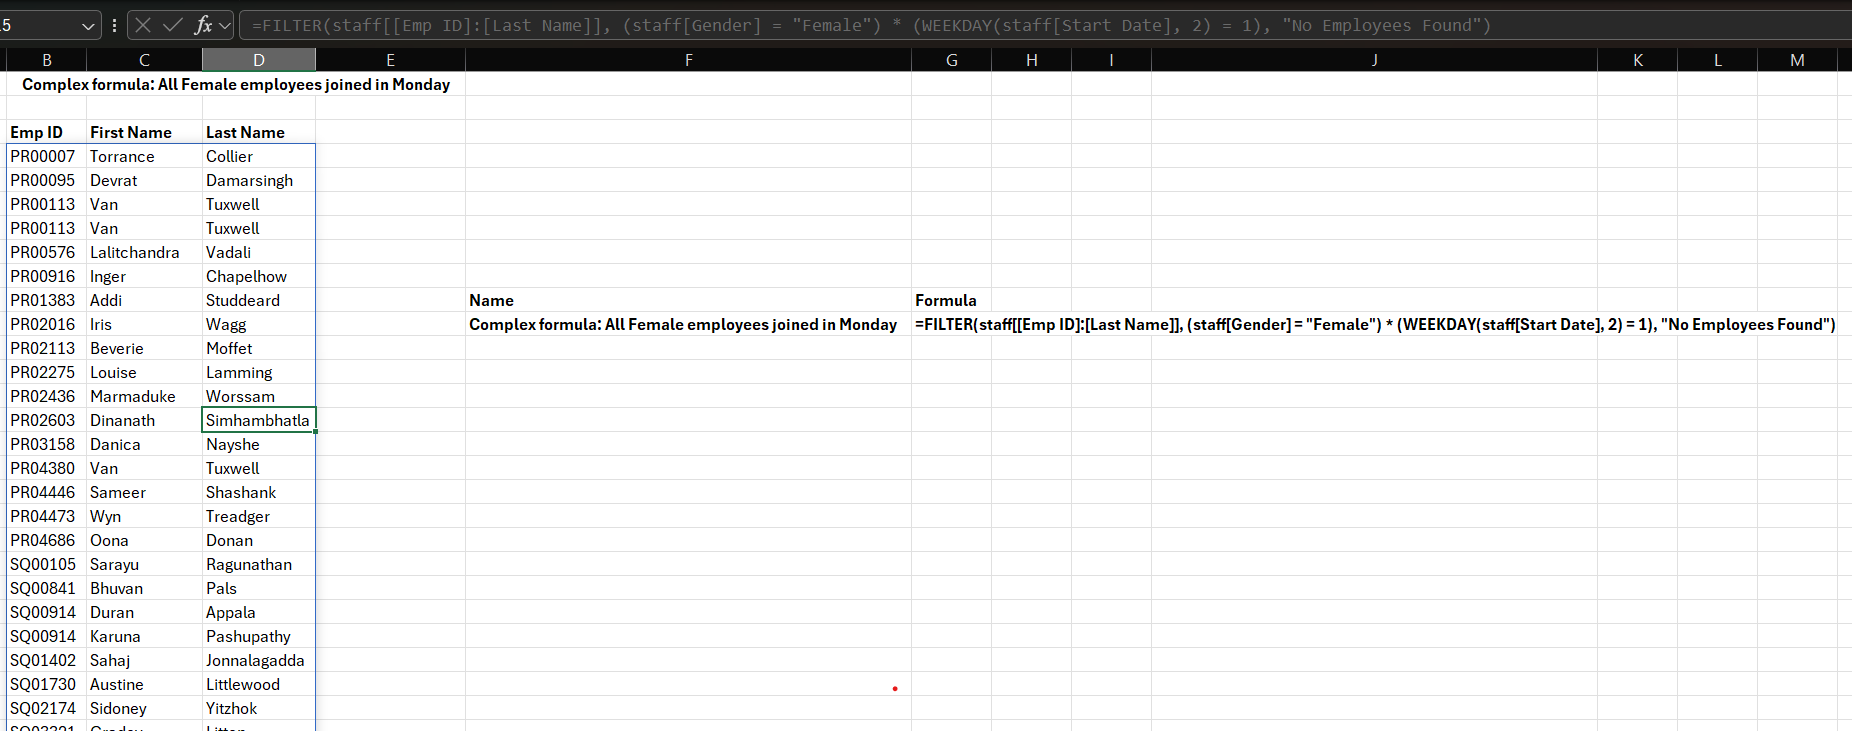 5 fx =FILTER(staff[[Emp ID]:[Last Name]], (staff[Gender] = "Female") * (WEEKDAY(staff[Start Date], 2) = 1), "No Employees Found")
B C D E F G H I J K L M
Complex formula: All Female employees joined in Monday
Emp ID First Name Last Name
PR00007 Torrance Collier
PR00095 Devrat Damarsingh
PR00113 Van Tuxwell
PR00113 Van Tuxwell
PR00576 Lalitchandra Vadali
PR00916 Inger Chapelhow
PR01383 Addi Studdeard Name Formula
PR02016 Iris Wagg Complex formula: All Female employees joined in Monday =FILTER(staff[[Emp ID]:[Last Name]], (staff[Gender] = "Female") * (WEEKDAY(staff[Start Date], 2) = 1), "No Employees Found")
PR02113 Beverie Moffet
PR02275 Louise Lamming
PR02436 Marmaduke Worssam
PR02603 Dinanath Simhambhatla
PR03158 Danica Nayshe
PR04380 Van Tuxwell
PR04446 Sameer Shashank
PR04473 Wyn Treadger
PR04686 Oona Donan
SQ00105 Sarayu Ragunathan
SQ00841 Bhuvan Pals
SQ00914 Duran Appala
SQ00914 Karuna Pashupathy
SQ01402 Sahaj Jonnalagadda
SQ01730 Austine Littlewood
SQ02174 Sidoney Yitzhok